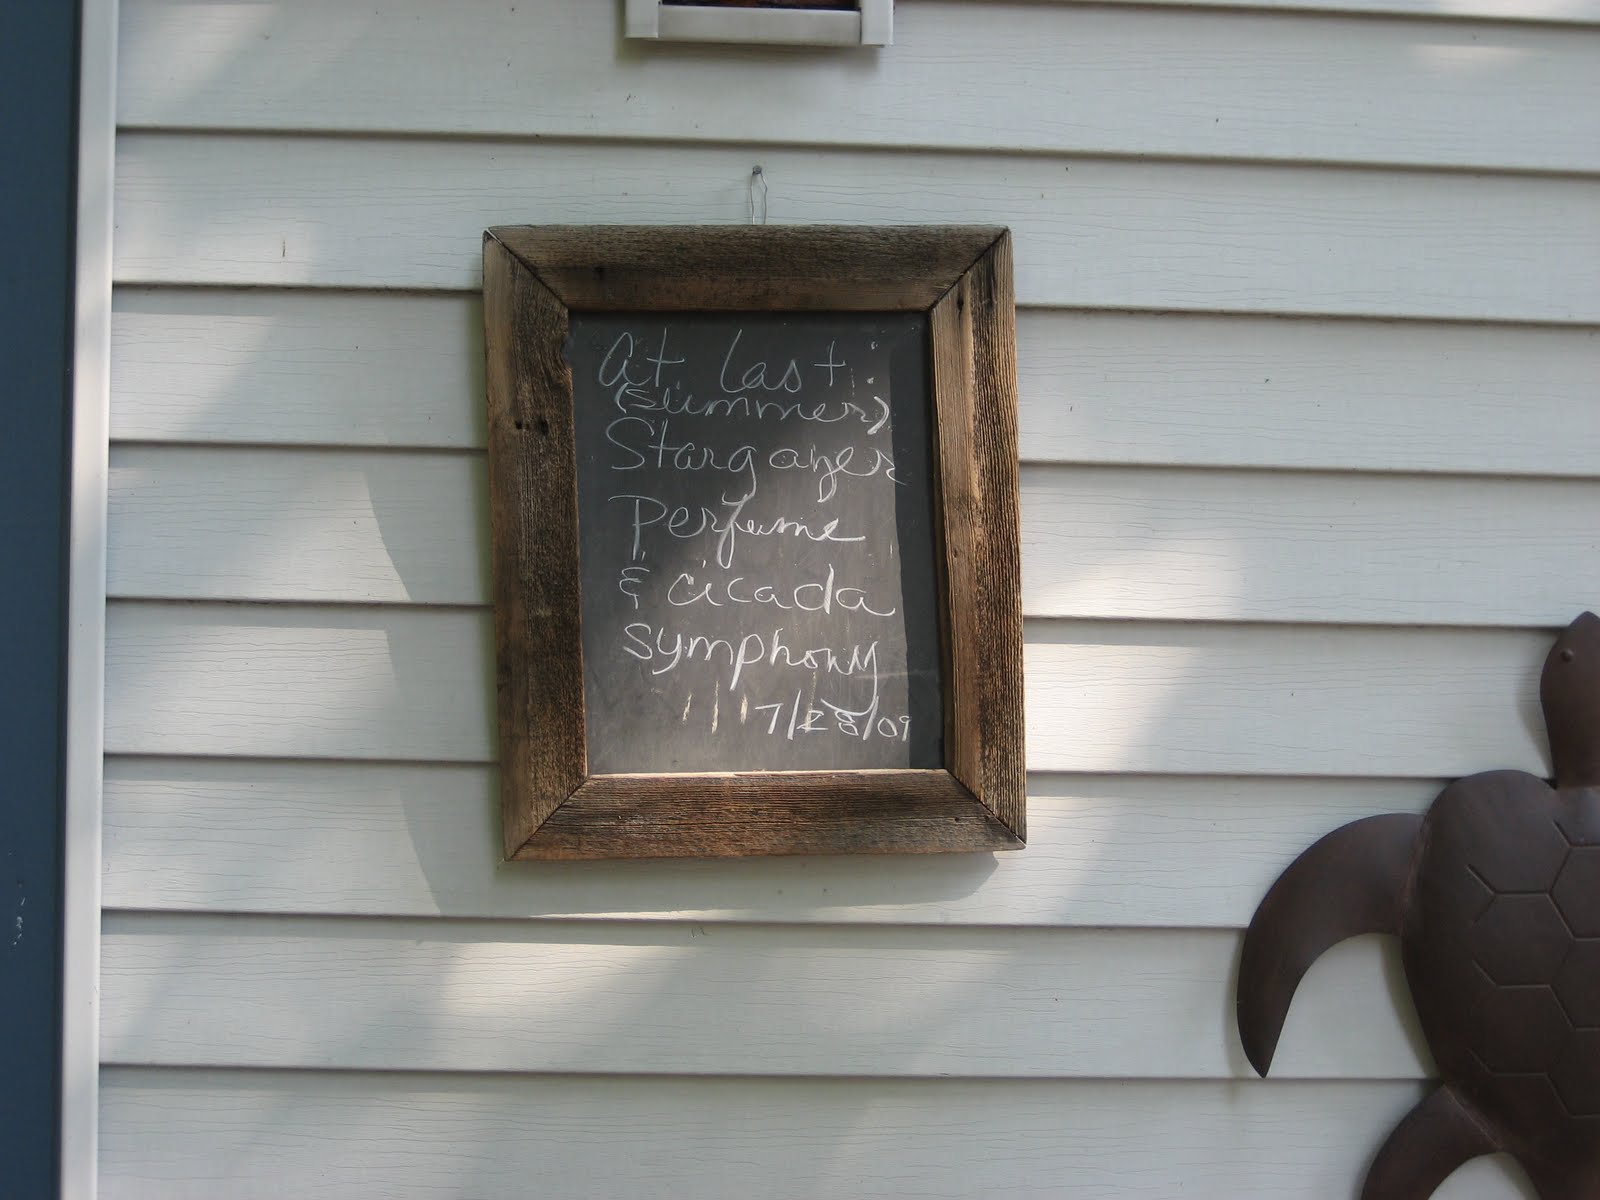 At last:
(summer)
Stargazer
Perfume
& cicada
symphony
7/28/09